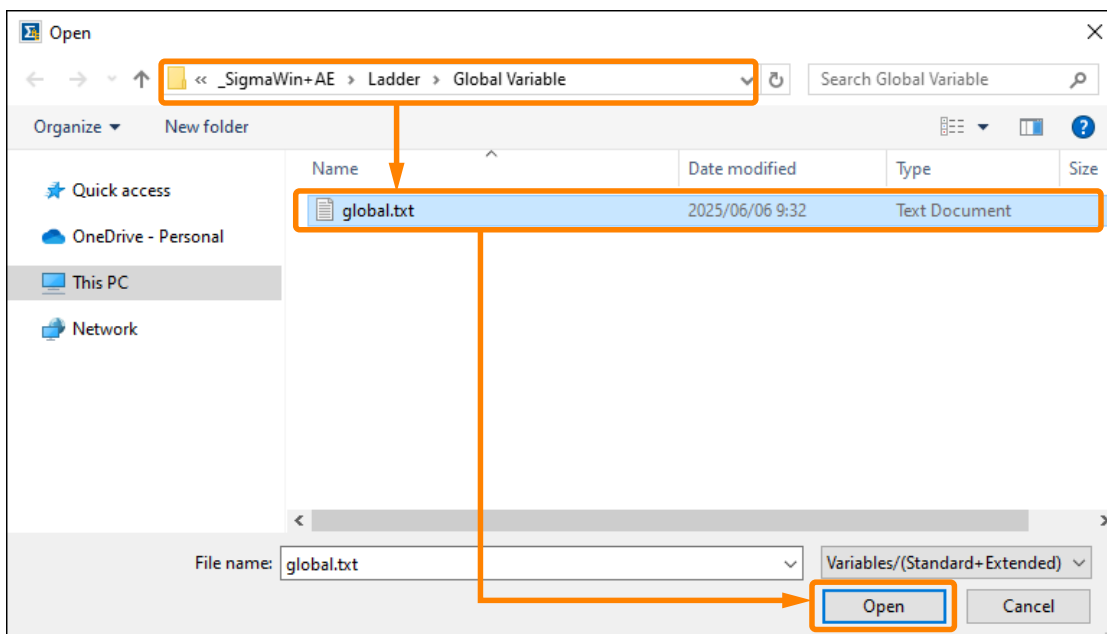 Open
« _SigmaWin+AE › Ladder › Global Variable
Search Global Variable
Organize
New folder
Name
Date modified
Type
Size
Quick access
global.txt
2025/06/06 9:32
Text Document
OneDrive - Personal
This PC
Network
File name:
global.txt
Variables/(Standard+Extended)
Open
Cancel